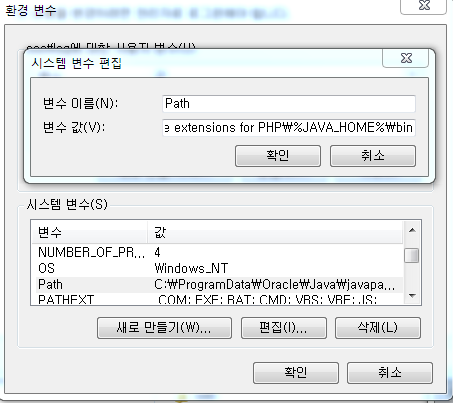 환경 변수
시스템 변수 편집
변수 이름(N):
Path
변수 값(V):
e extensions for PHP₩%JAVA_HOME%₩bin
확인
취소
시스템 변수(S)
변수 값
NUMBER_OF_PR... 4
OS Windows_NT
Path C:₩ProgramData₩Oracle₩Java₩javapa...
PATHEXT .COM;.EXE;.BAT;.CMD;.VBS;.VBE;.JS;
새로 만들기(W)...
편집(I)...
삭제(L)
확인
취소